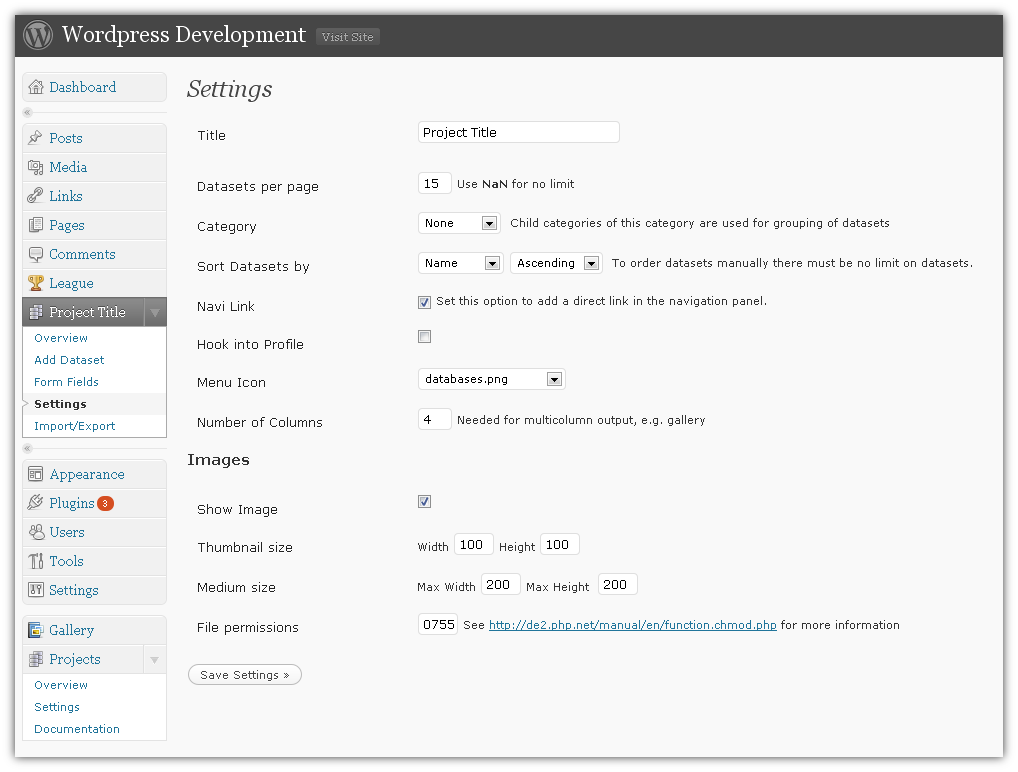 Wordpress Development Visit Site
Dashboard
Posts
Media
Links
Pages
Comments
League
Project Title
Overview
Add Dataset
Form Fields
Settings
Import/Export
Appearance
Plugins 3
Users
Tools
Settings
Gallery
Projects
Overview
Settings
Documentation
Settings
Title Project Title
Datasets per page 15 Use NaN for no limit
Category None Child categories of this category are used for grouping of datasets
Sort Datasets by Name Ascending To order datasets manually there must be no limit on datasets.
Navi Link Set this option to add a direct link in the navigation panel.
Hook into Profile
Menu Icon databases.png
Number of Columns 4 Needed for multicolumn output, e.g. gallery
Images
Show Image
Thumbnail size Width 100 Height 100
Medium size Max Width 200 Max Height 200
File permissions 0755 See http://de2.php.net/manual/en/function.chmod.php for more information
Save Settings »